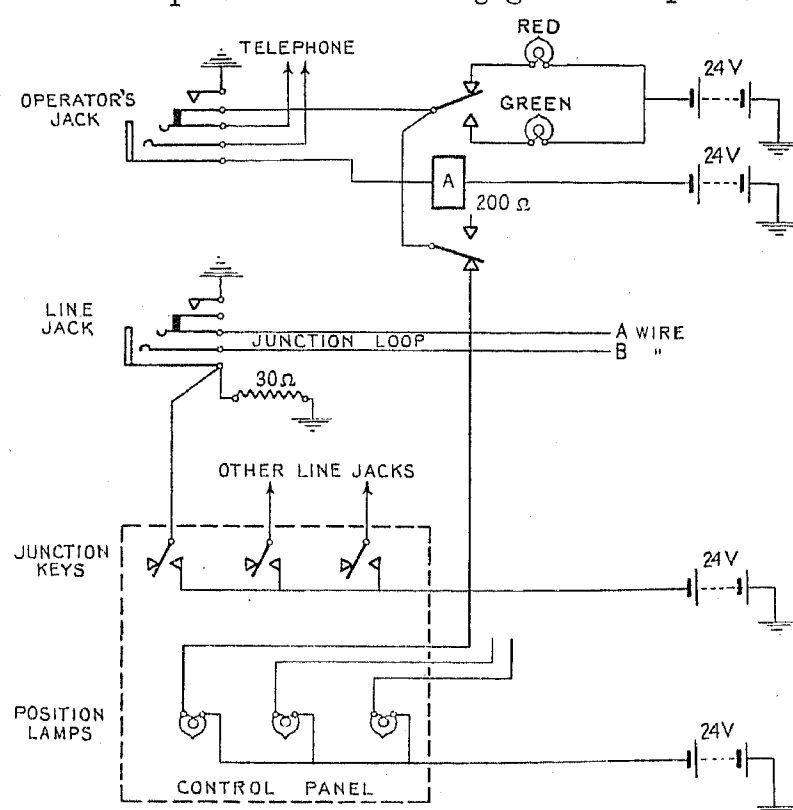 RED
TELEPHONE
24V
OPERATOR'S
JACK
GREEN
24V
A
200 Ω
LINE
JACK
A WIRE
JUNCTION LOOP
B "
30Ω
OTHER LINE JACKS
JUNCTION
KEYS
24V
POSITION
LAMPS
24V
CONTROL PANEL